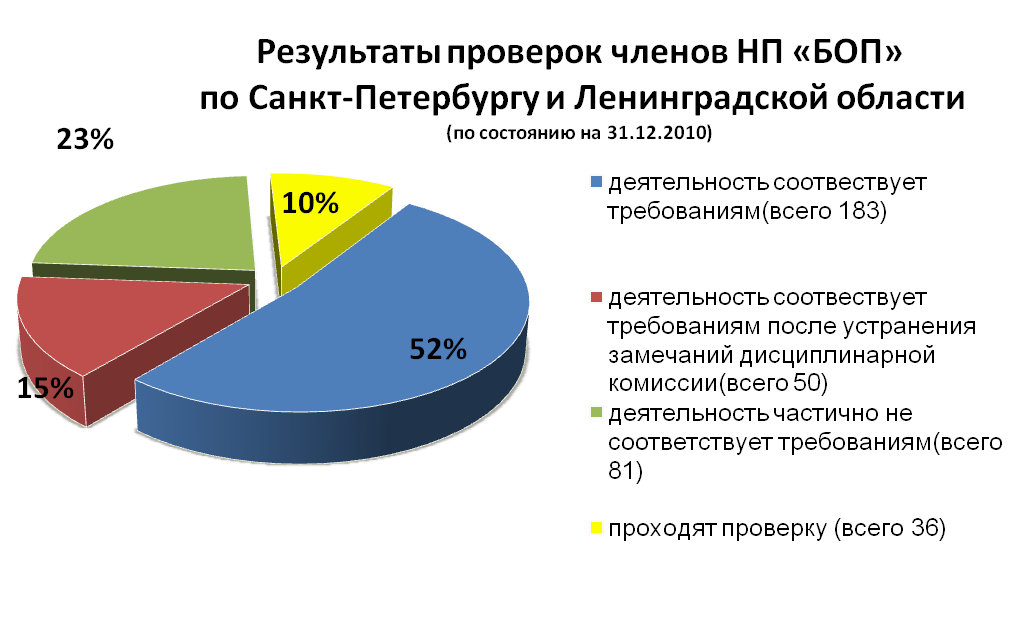 Результаты проверок членов НП «БОП»
по Санкт-Петербургу и Ленинградской области
(по состоянию на 31.12.2010)
23%
10%
52%
15%
деятельность соотвествует
требованиям(всего 183)
деятельность соотвествует
требованиям после устранения
замечаний дисциплинарной
комиссии(всего 50)
деятельность частично не
соответствует требованиям(всего
81)
проходят проверку (всего 36)